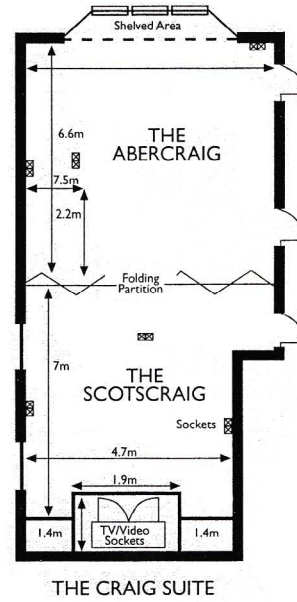 Shelved Area
6.6m
THE
ABERCRAIG
7.5m
2.2m
Folding
Partition
7m
THE
SCOTSCRAIG
Sockets
4.7m
1.9m
1.4m
TV/Video
Sockets
1.4m
THE CRAIG SUITE